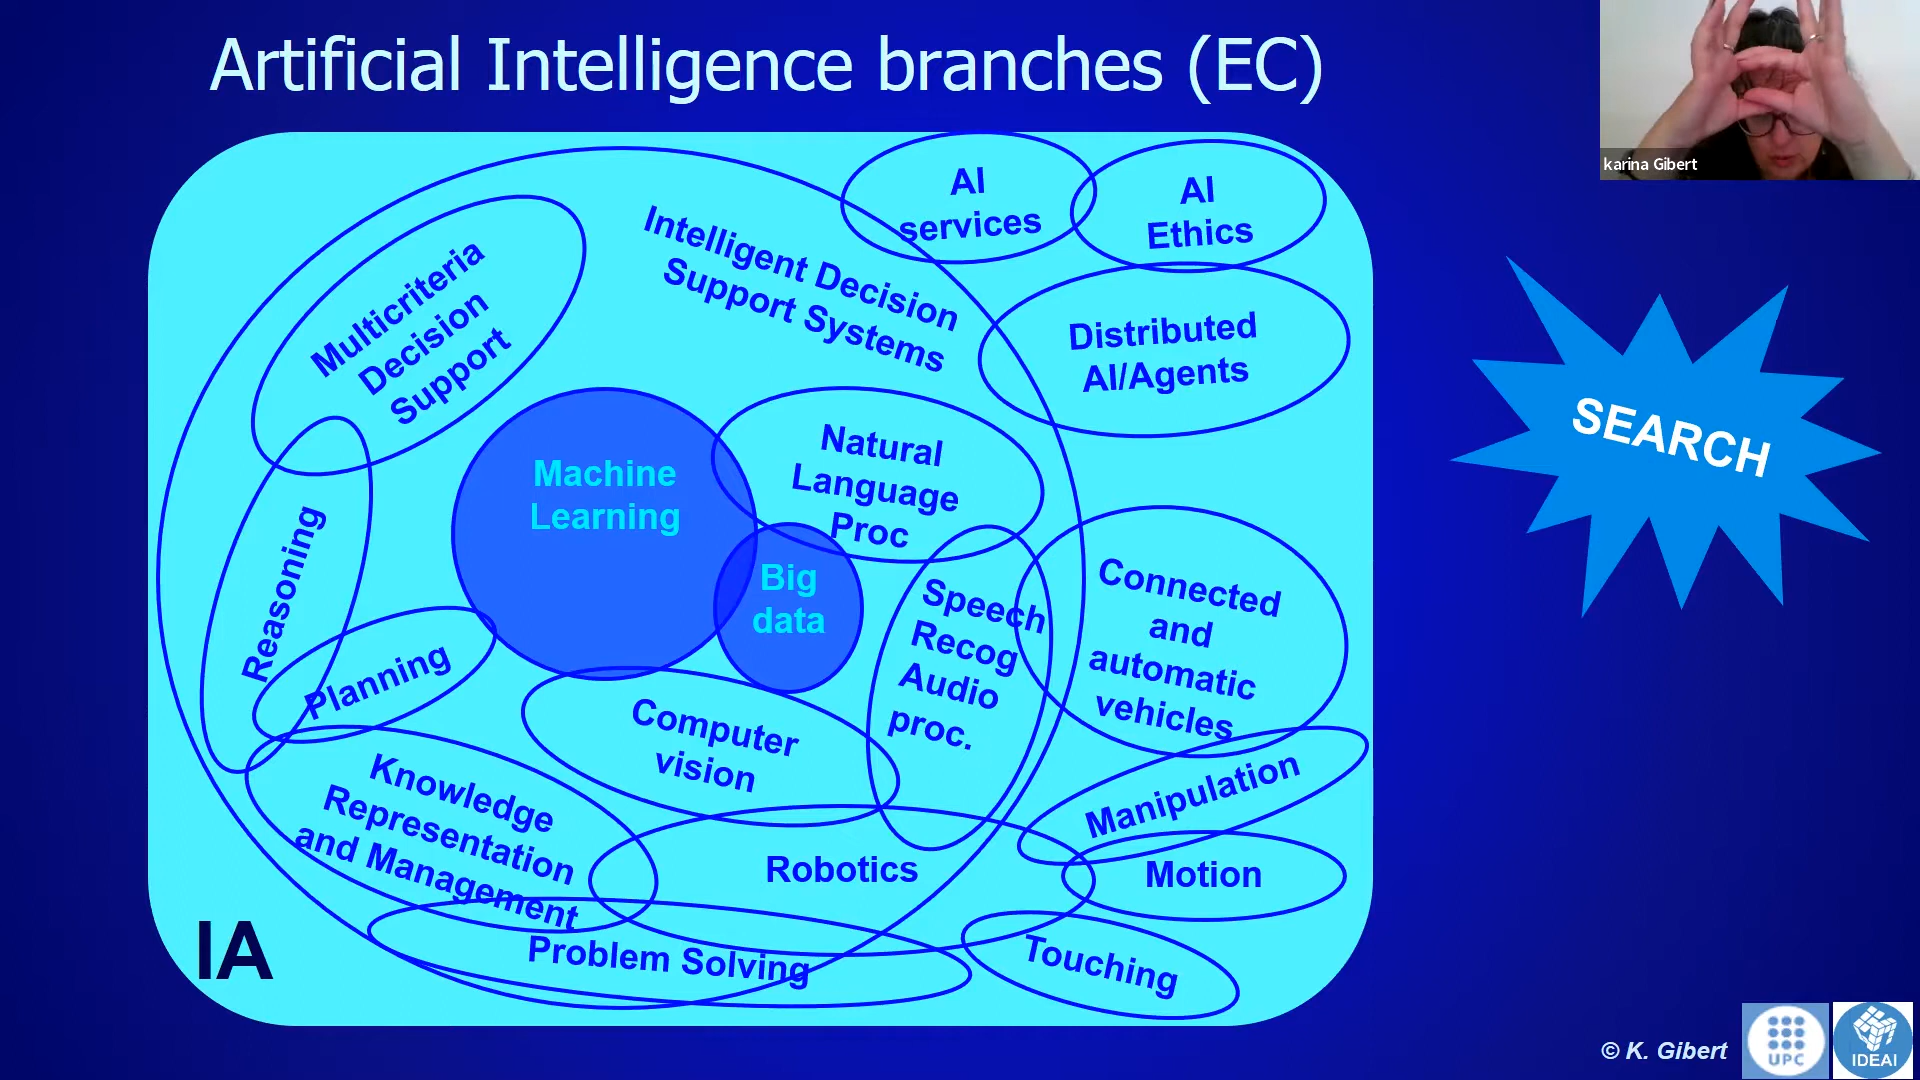 Artificial Intelligence branches (EC)
karina Gibert
AI
services
AI
Ethics
Intelligent Decision
Support Systems
Multicriteria
Decision
Support
Distributed
AI/Agents
SEARCH
Natural
Language
Proc
Machine
Learning
Big
data
Reasoning
Speech
Recog
Audio
proc.
Connected
and
automatic
vehicles
Planning
Computer
vision
Manipulation
Knowledge
Representation
and Management
Robotics
Motion
IA
Problem Solving
Touching
© K. Gibert
UPC
IDEAI